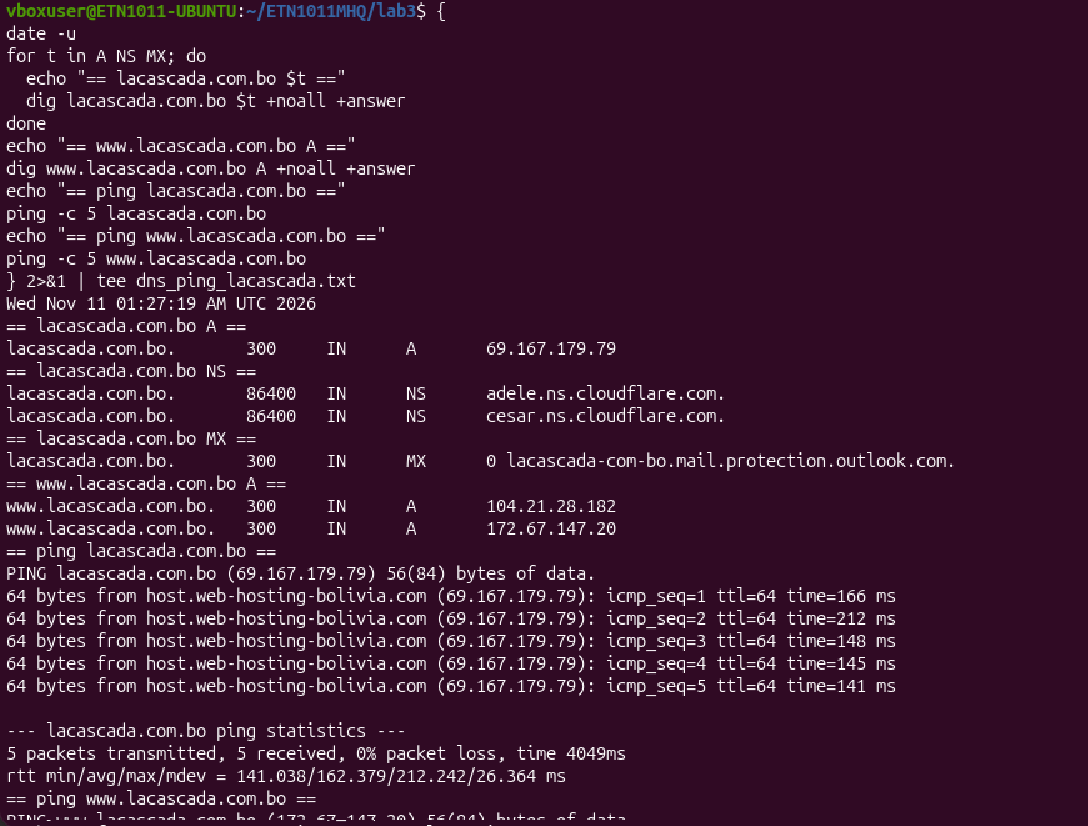 vboxuser@ETN1011-UBUNTU:~/ETN1011MHQ/lab3$ {
date -u
for t in A NS MX; do
  echo "== lacascada.com.bo $t =="
  dig lacascada.com.bo $t +noall +answer
done
echo "== www.lacascada.com.bo A =="
dig www.lacascada.com.bo A +noall +answer
echo "== ping lacascada.com.bo =="
ping -c 5 lacascada.com.bo
echo "== ping www.lacascada.com.bo =="
ping -c 5 www.lacascada.com.bo
} 2>&1 | tee dns_ping_lacascada.txt
Wed Nov 11 01:27:19 AM UTC 2026
== lacascada.com.bo A ==
lacascada.com.bo.       300     IN      A       69.167.179.79
== lacascada.com.bo NS ==
lacascada.com.bo.       86400   IN      NS      adele.ns.cloudflare.com.
lacascada.com.bo.       86400   IN      NS      cesar.ns.cloudflare.com.
== lacascada.com.bo MX ==
lacascada.com.bo.       300     IN      MX      0 lacascada-com-bo.mail.protection.outlook.com.
== www.lacascada.com.bo A ==
www.lacascada.com.bo.   300     IN      A       104.21.28.182
www.lacascada.com.bo.   300     IN      A       172.67.147.20
== ping lacascada.com.bo ==
PING lacascada.com.bo (69.167.179.79) 56(84) bytes of data.
64 bytes from host.web-hosting-bolivia.com (69.167.179.79): icmp_seq=1 ttl=64 time=166 ms
64 bytes from host.web-hosting-bolivia.com (69.167.179.79): icmp_seq=2 ttl=64 time=212 ms
64 bytes from host.web-hosting-bolivia.com (69.167.179.79): icmp_seq=3 ttl=64 time=148 ms
64 bytes from host.web-hosting-bolivia.com (69.167.179.79): icmp_seq=4 ttl=64 time=145 ms
64 bytes from host.web-hosting-bolivia.com (69.167.179.79): icmp_seq=5 ttl=64 time=141 ms

--- lacascada.com.bo ping statistics ---
5 packets transmitted, 5 received, 0% packet loss, time 4049ms
rtt min/avg/max/mdev = 141.038/162.379/212.242/26.364 ms
== ping www.lacascada.com.bo ==
PING www.lacascada.com.bo (172.67.147.20) 56(84) bytes of data.